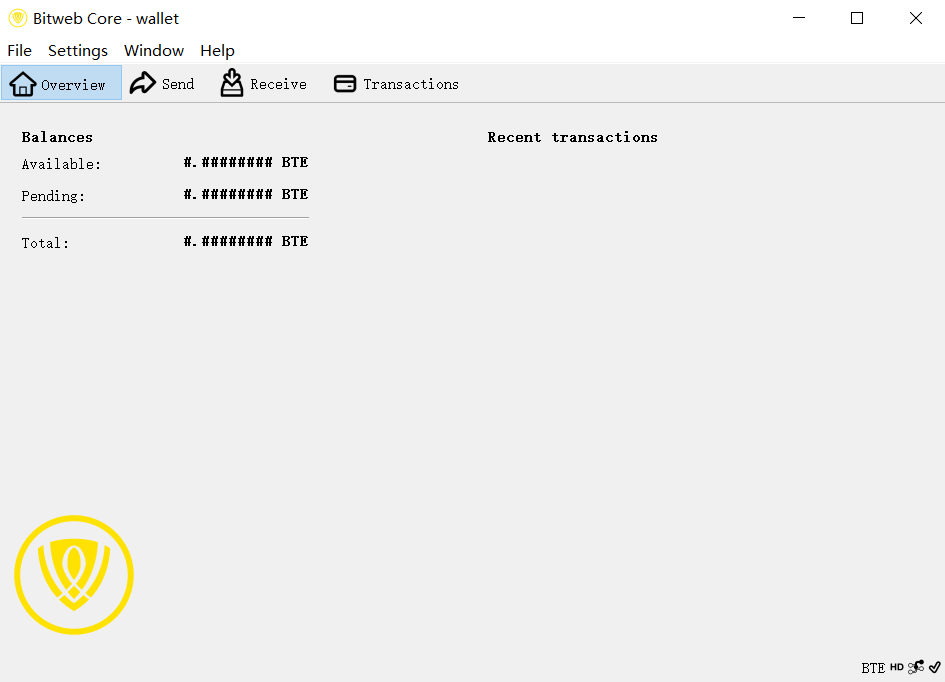 Bitweb Core - wallet
File Settings Window Help
Overview Send Receive Transactions
Balances
Recent transactions
Available: #.######## BTE
Pending: #.######## BTE
Total: #.######## BTE
BTE HD